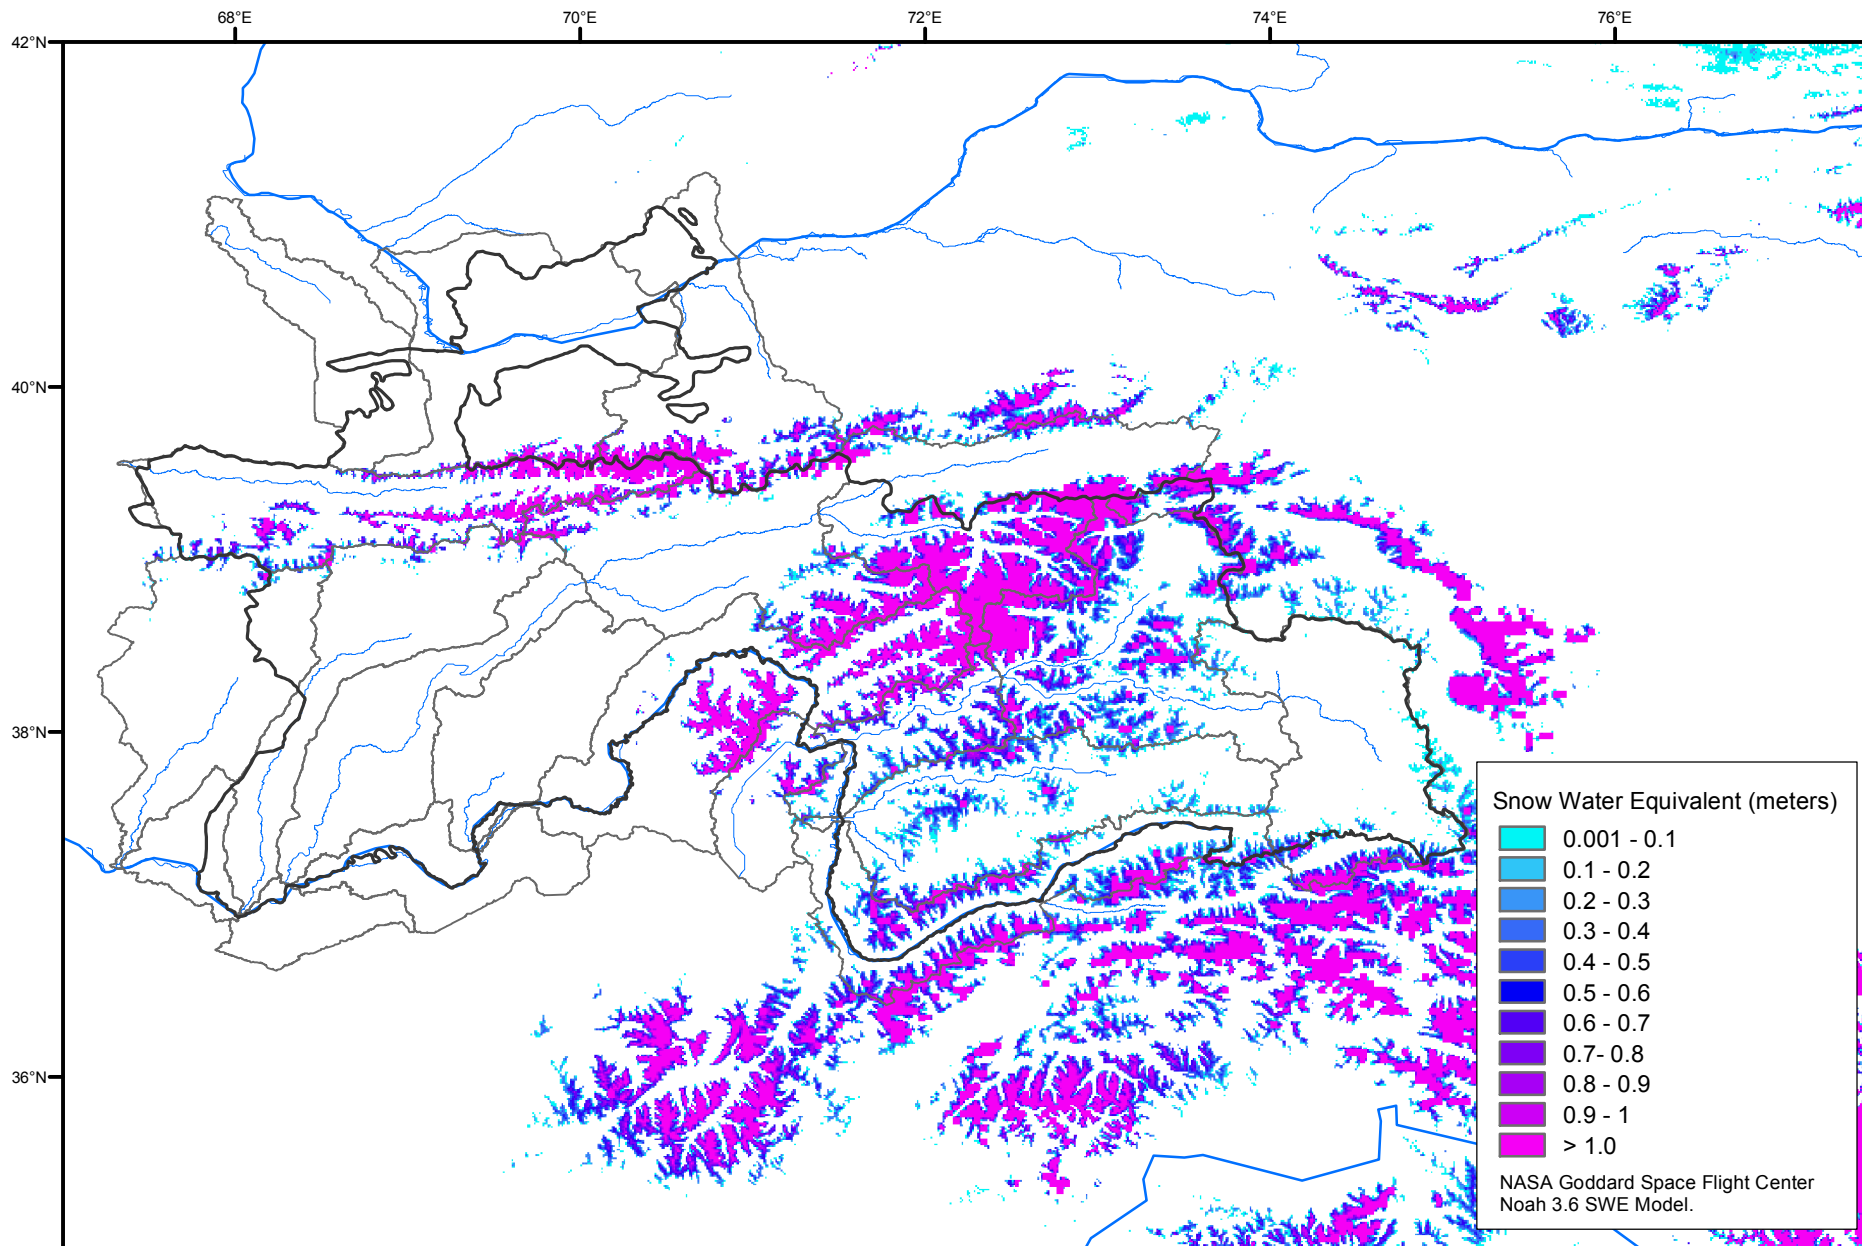 68°E
70°E
72°E
74°E
76°E
42°N
40°N
38°N
36°N
Snow Water Equivalent (meters)
0.001 - 0.1
0.1 - 0.2
0.2 - 0.3
0.3 - 0.4
0.4 - 0.5
0.5 - 0.6
0.6 - 0.7
0.7- 0.8
0.8 - 0.9
0.9 - 1
> 1.0
NASA Goddard Space Flight Center
Noah 3.6 SWE Model.